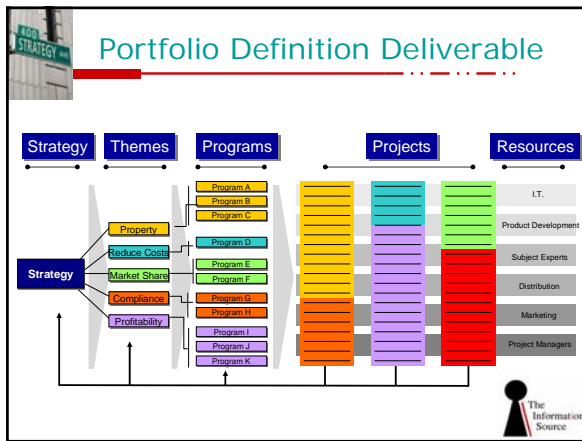 400
STRATEGY AVE
Portfolio Definition Deliverable
Strategy
Themes
Programs
Projects
Resources
Strategy
Property
Reduce Costs
Market Share
Compliance
Profitability
Program A
Program B
Program C
Program D
Program E
Program F
Program G
Program H
Program I
Program J
Program K
I.T.
Product Development
Subject Experts
Distribution
Marketing
Project Managers
The
Information
Source